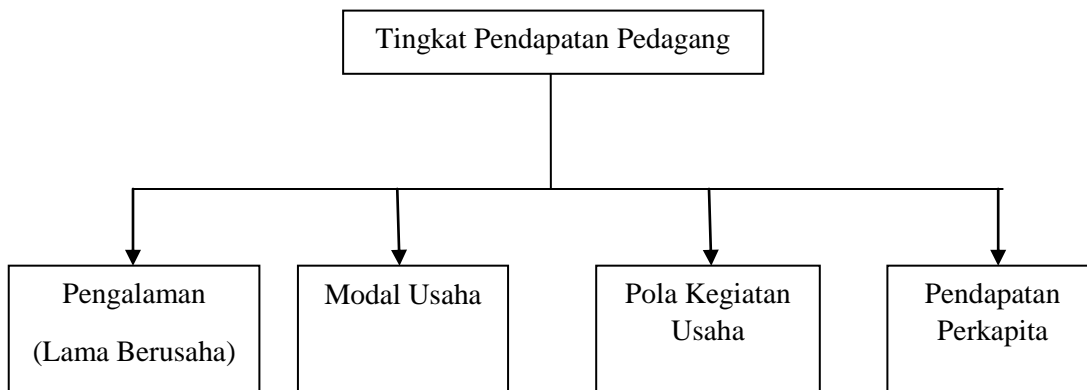 Tingkat Pendapatan Pedagang
Pengalaman
(Lama Berusaha)
Modal Usaha
Pola Kegiatan
Usaha
Pendapatan
Perkapita